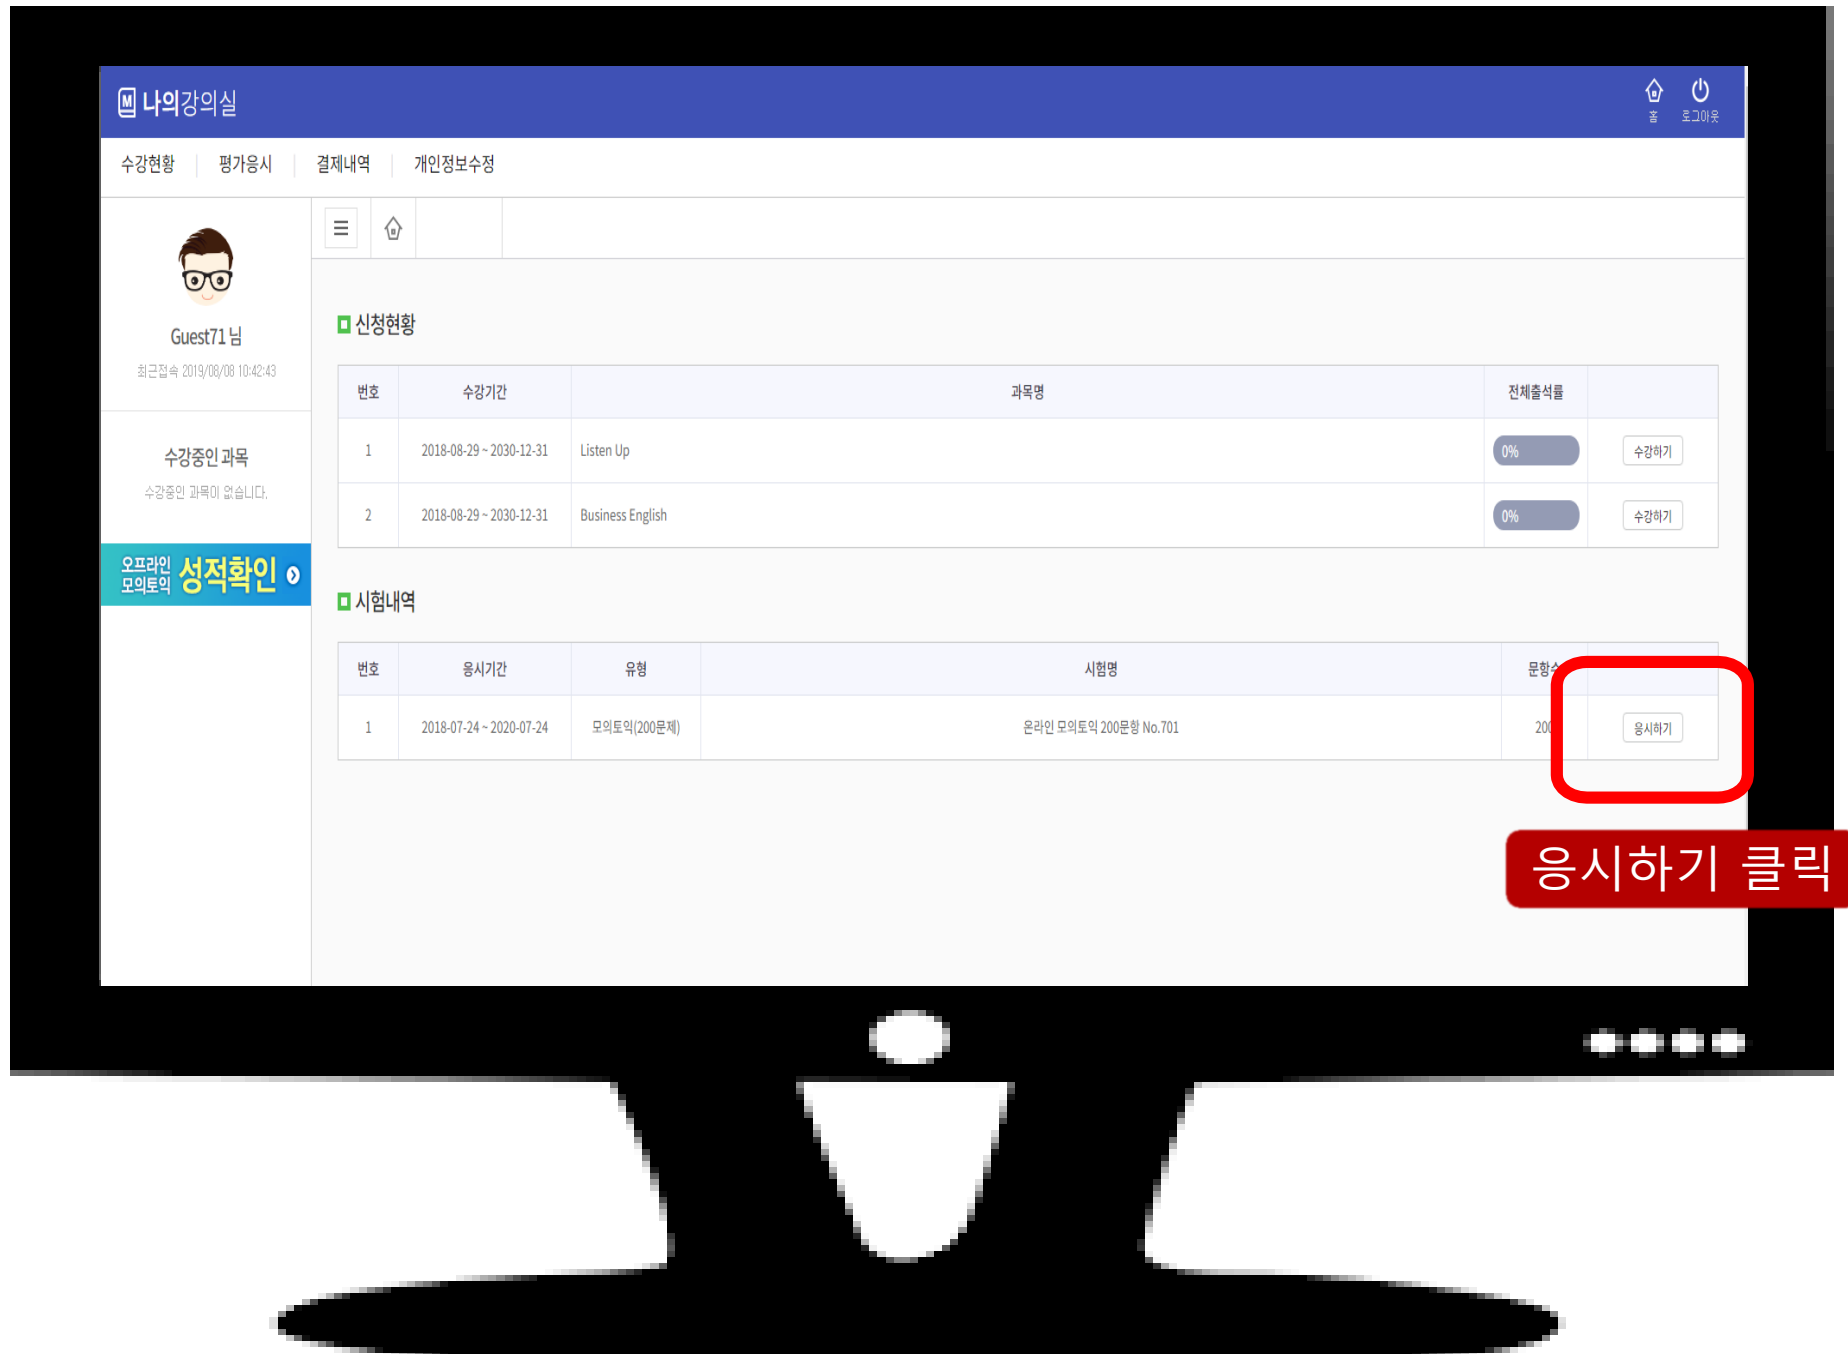 M 나의강의실
홈 로그아웃
수강현황 평가응시 결제내역 개인정보수정
Guest71 님
최근접속 2019/08/08 10:42:43
수강중인 과목
수강중인 과목이 없습니다.
오프라인
모의토익
성적확인
신청현황
번호 수강기간 과목명 전체출석률
1 2018-08-29 ~ 2030-12-31 Listen Up 0% 수강하기
2 2018-08-29 ~ 2030-12-31 Business English 0% 수강하기
시험내역
번호 응시기간 유형 시험명
1 2018-07-24 ~ 2020-07-24 모의토익(200문제) 온라인 모의토익 200문항 No.701 응시하기
응시하기 클릭